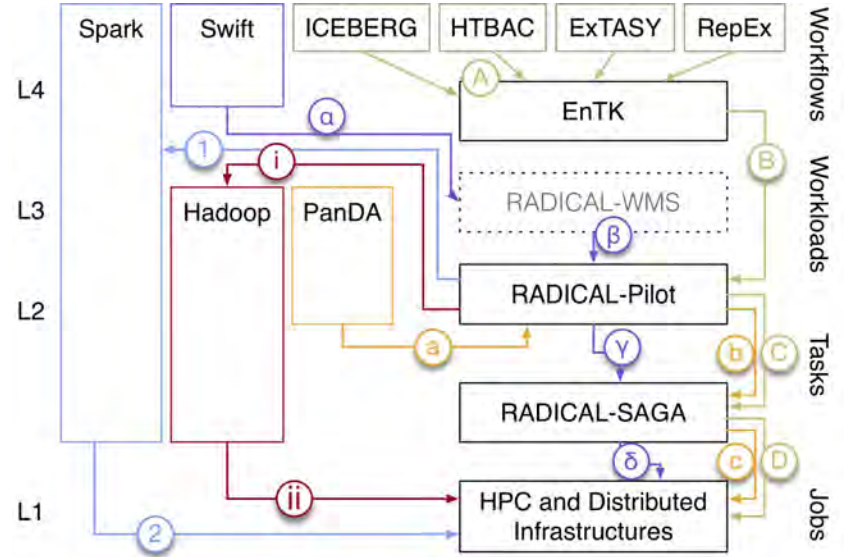 Spark
Swift
ICEBERG
HTBAC
ExTASY
RepEx
Workflows
L4
A
EnTK
α
1
i
B
Workloads
L3
Hadoop
PanDA
RADICAL-WMS
β
L2
RADICAL-Pilot
a
γ
b
C
Tasks
RADICAL-SAGA
δ
c
D
L1
ii
2
HPC and Distributed
Infrastructures
Jobs